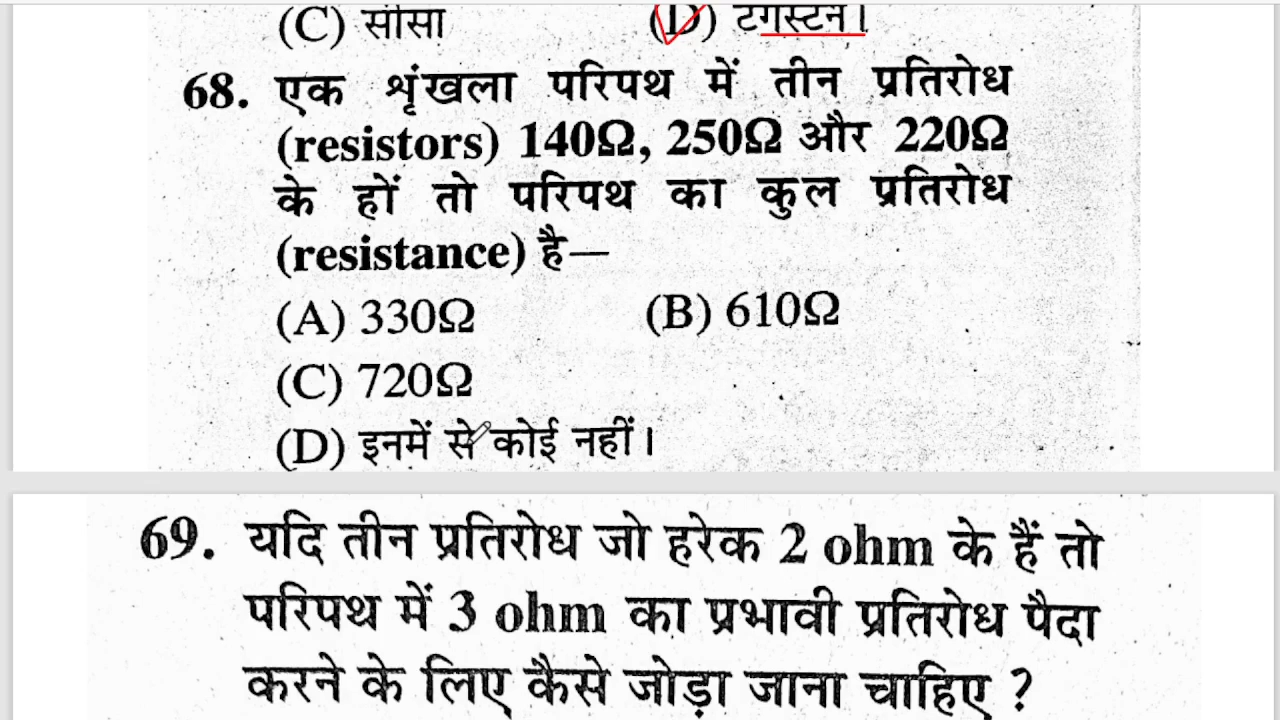 (C) सीसा (D) टंगस्टन।
68. एक शृंखला परिपथ में तीन प्रतिरोध
(resistors) 140Ω, 250Ω और 220Ω
के हों तो परिपथ का कुल प्रतिरोध
(resistance) है—
(A) 330Ω (B) 610Ω
(C) 720Ω
(D) इनमें से कोई नहीं।
69. यदि तीन प्रतिरोध जो हरेक 2 ohm के हैं तो
परिपथ में 3 ohm का प्रभावी प्रतिरोध पैदा
करने के लिए कैसे जोड़ा जाना चाहिए ?